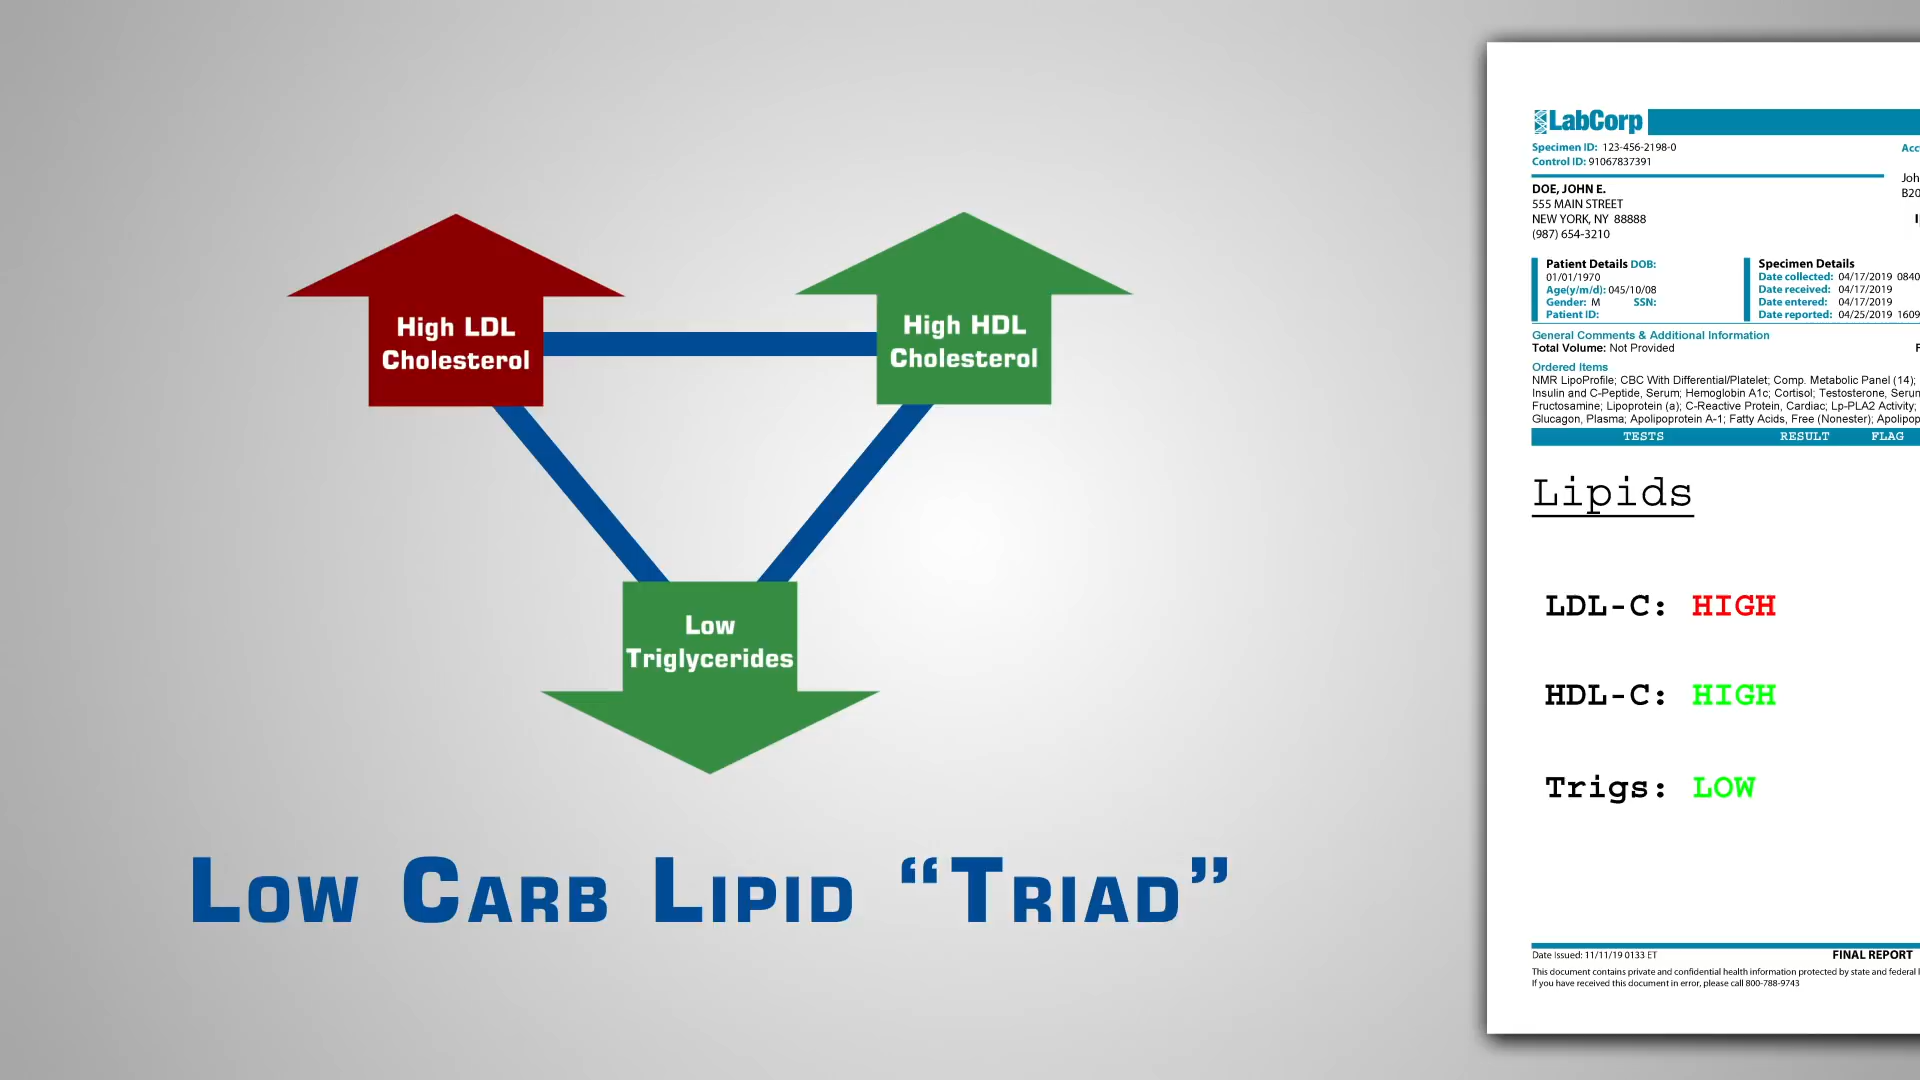 High LDL
Cholesterol
High HDL
Cholesterol
Low
Triglycerides
LOW CARB LIPID “TRIAD”
LabCorp
Specimen ID: 123-456-2198-0
Control ID: 91067837391
DOE, JOHN E.
555 MAIN STREET
NEW YORK, NY 88888
(987) 654-3210
Patient Details DOB:
01/01/1970
Age(y/m/d): 045/10/08
Gender: M SSN:
Patient ID:
Specimen Details
Date collected: 04/17/2019 0840
Date received: 04/17/2019
Date entered: 04/17/2019
Date reported: 04/25/2019 1609
General Comments & Additional Information
Total Volume: Not Provided
Ordered Items
NMR LipoProfile; CBC With Differential/Platelet; Comp. Metabolic Panel (14);
Insulin and C-Peptide, Serum; Hemoglobin A1c; Cortisol; Testosterone, Serum
Fructosamine; Lipoprotein (a); C-Reactive Protein, Cardiac; Lp-PLA2 Activity;
Glucagon, Plasma; Apolipoprotein A-1; Fatty Acids, Free (Nonester);
TESTS RESULT FLAG
Lipids
LDL-C: HIGH
HDL-C: HIGH
Trigs: LOW
Date Issued: 11/11/19 0133 ET FINAL REPORT
This document contains private and confidential health information protected by state and federal
If you have received this document in error, please call 800-788-9743